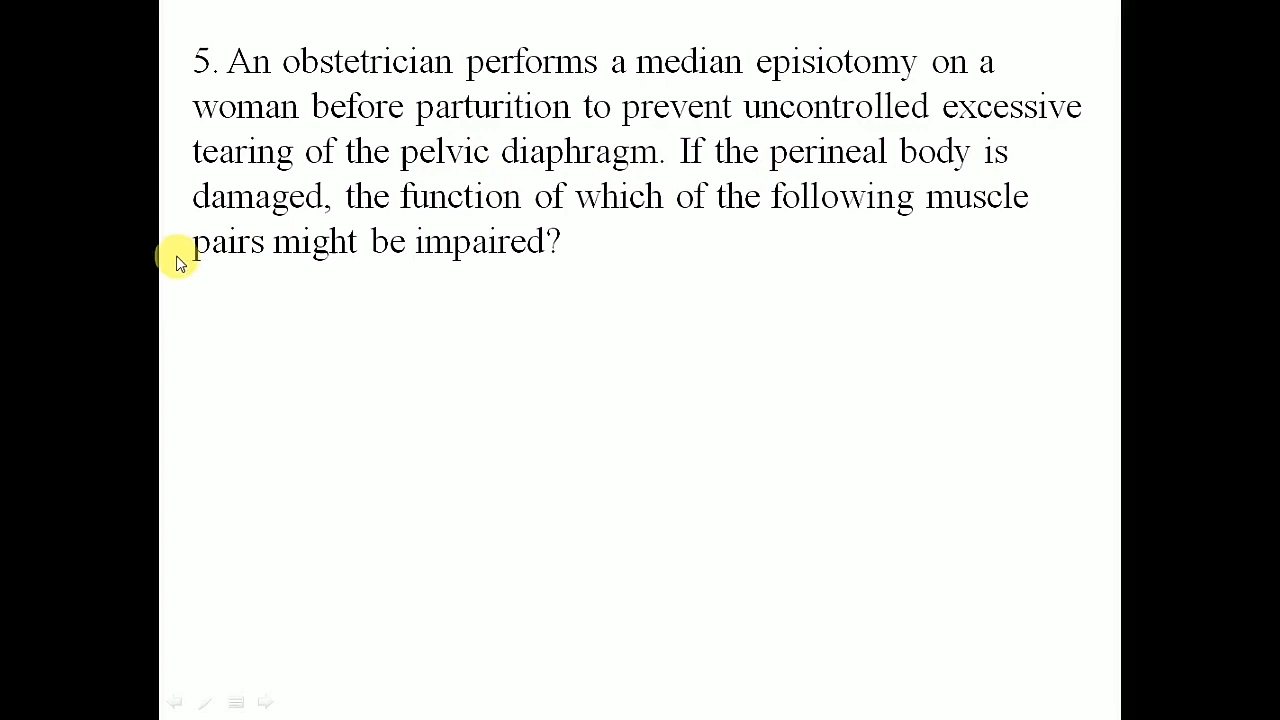 5. An obstetrician performs a median episiotomy on a
woman before parturition to prevent uncontrolled excessive
tearing of the pelvic diaphragm. If the perineal body is
damaged, the function of which of the following muscle
pairs might be impaired?